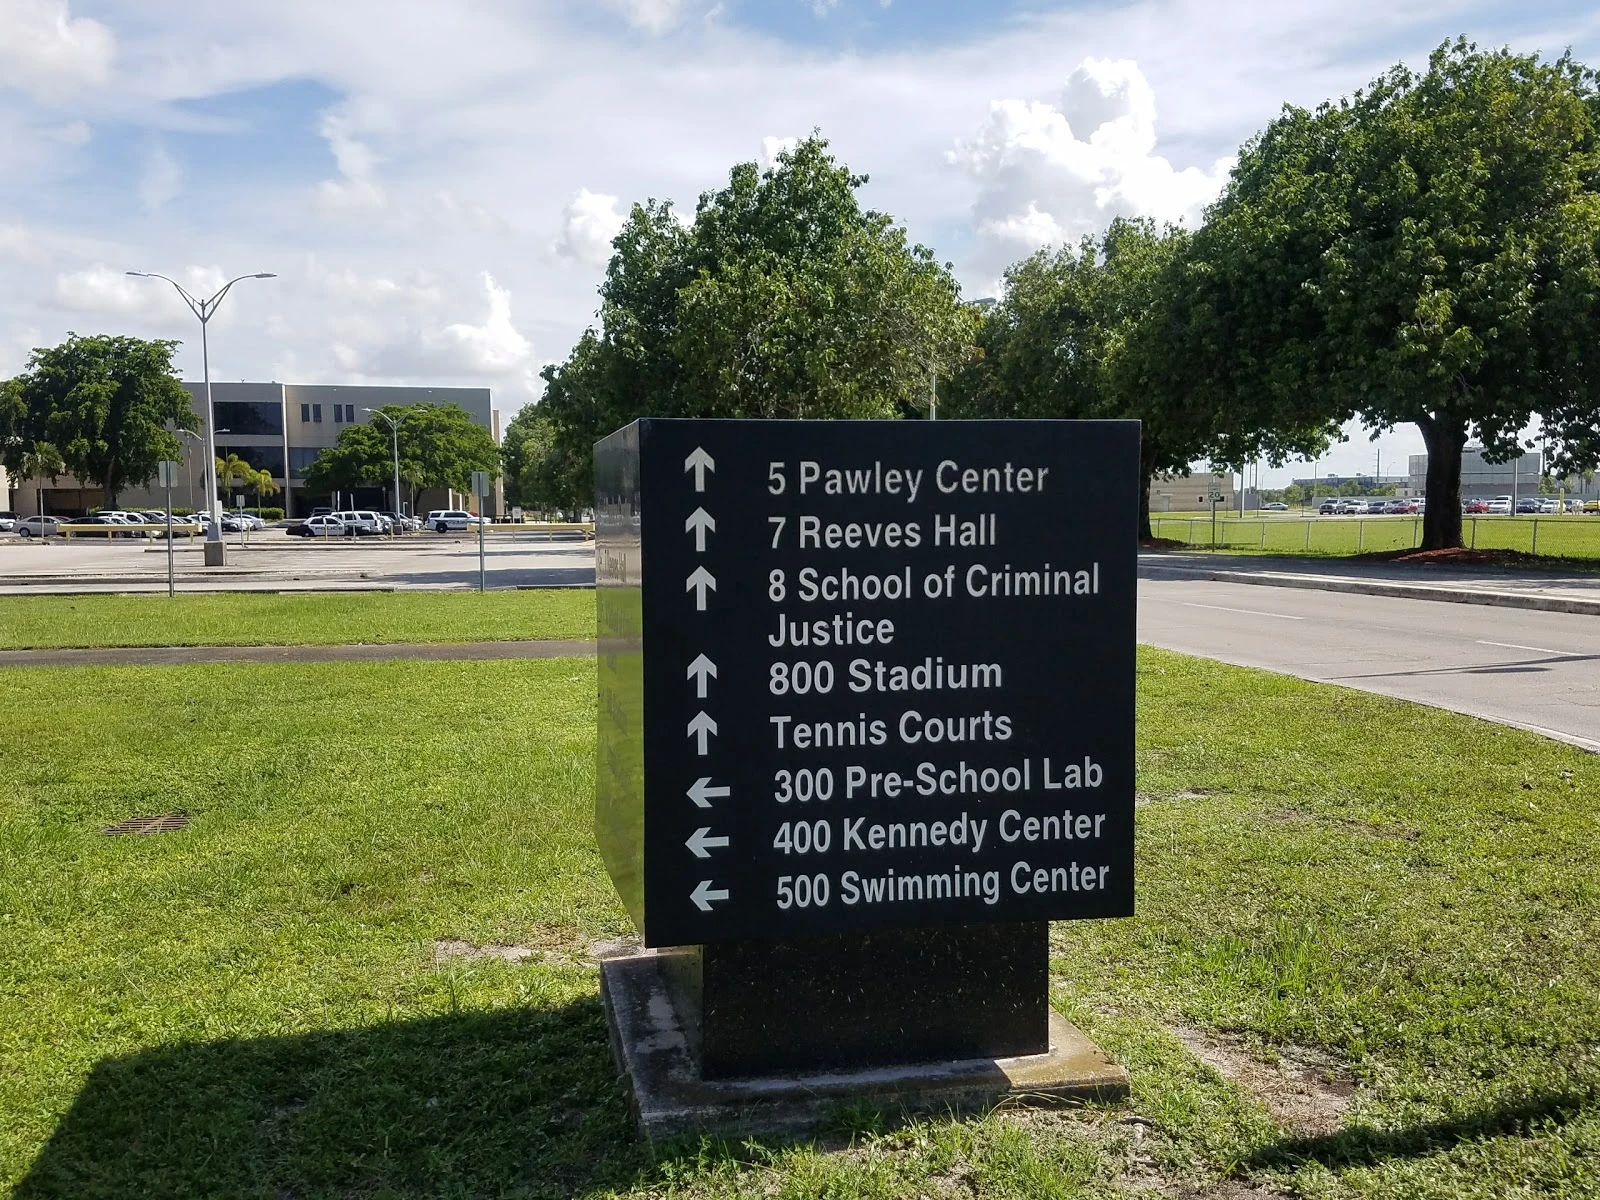 ↑ 5 Pawley Center
↑ 7 Reeves Hall
↑ 8 School of Criminal
Justice
↑ 800 Stadium
↑ Tennis Courts
← 300 Pre-School Lab
← 400 Kennedy Center
← 500 Swimming Center